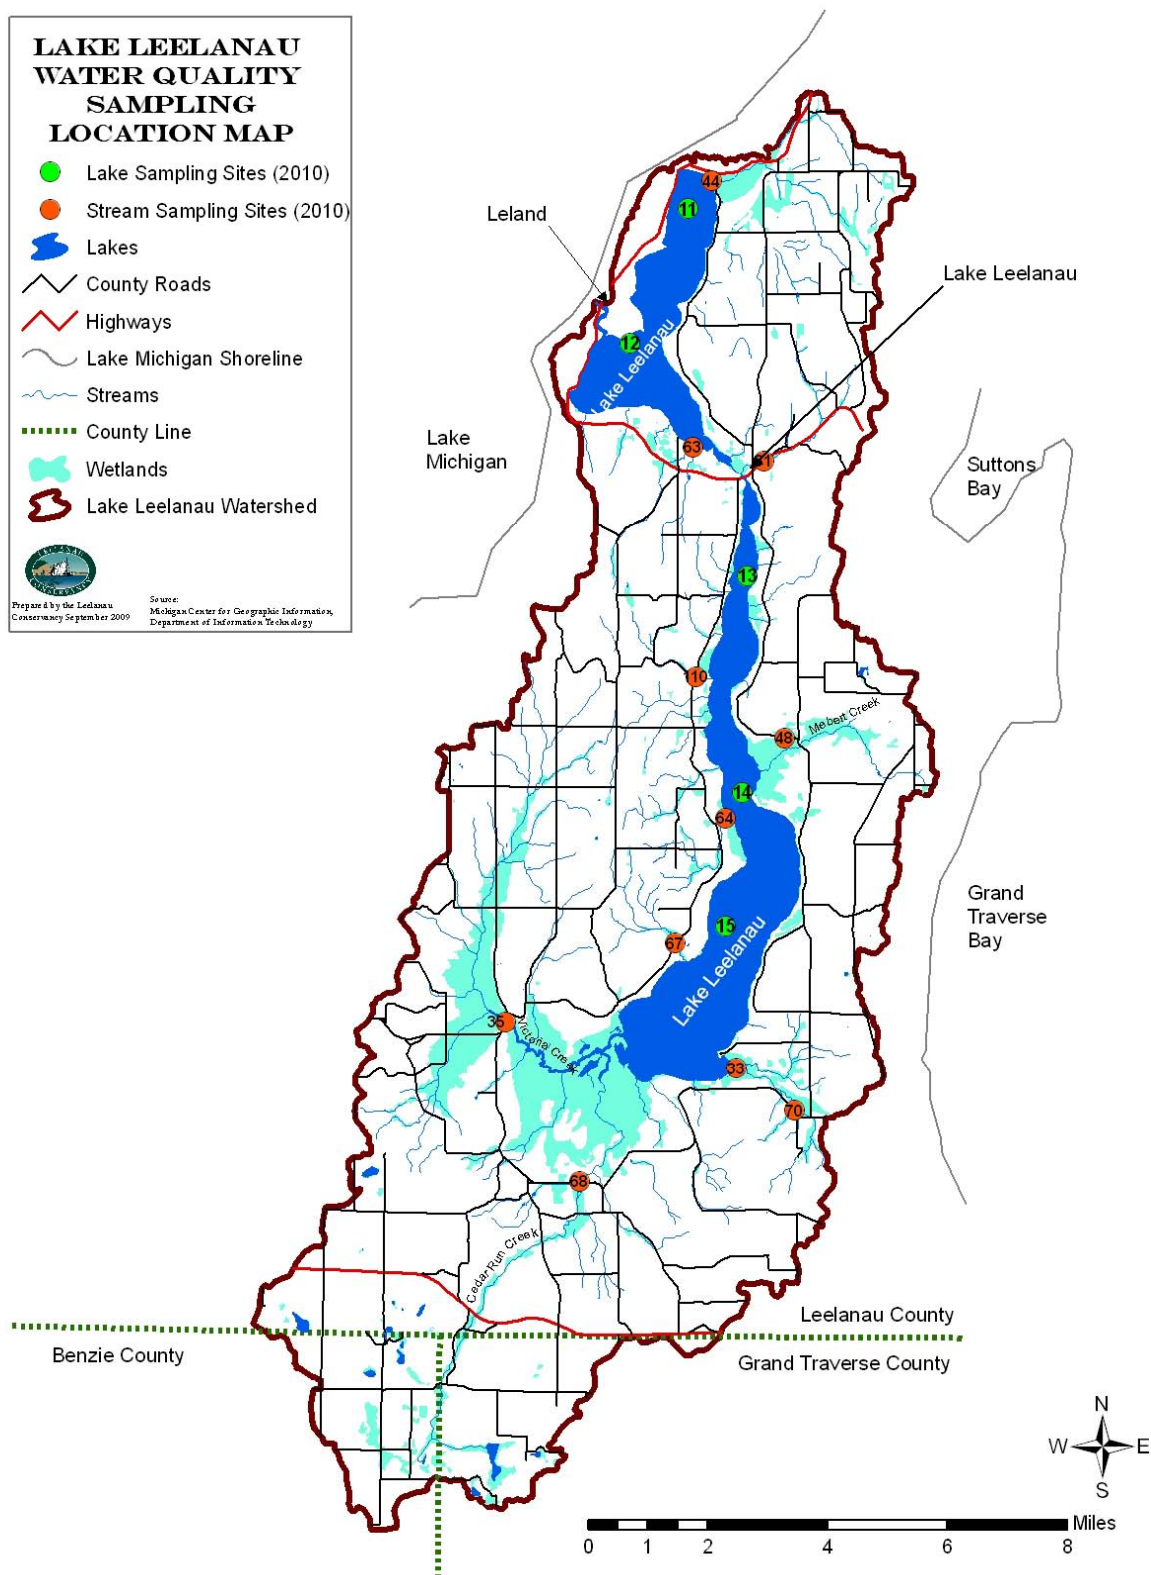 LAKE LEELANAU
WATER QUALITY
SAMPLING
LOCATION MAP
Lake Sampling Sites (2010)
Stream Sampling Sites (2010)
Lakes
County Roads
Highways
Lake Michigan Shoreline
Streams
County Line
Wetlands
Lake Leelanau Watershed
LEELANAU
CONSERVANCY
Prepared by the Leelanau
Conservancy September 2009
Source:
Michigan Center for Geographic Information,
Department of Information Technology
44
11
Leland
Lake Leelanau
12
Lake Leelanau
Lake
Michigan
63
61
Suttons
Bay
13
10
Mebert Creek
48
14
64
Grand
Traverse
Bay
15
67
Lake Leelanau
35
Victoria Creek
33
70
68
Cedar Run Creek
Leelanau County
Benzie County
Grand Traverse County
N
W E
S
Miles
0 1 2 4 6 8